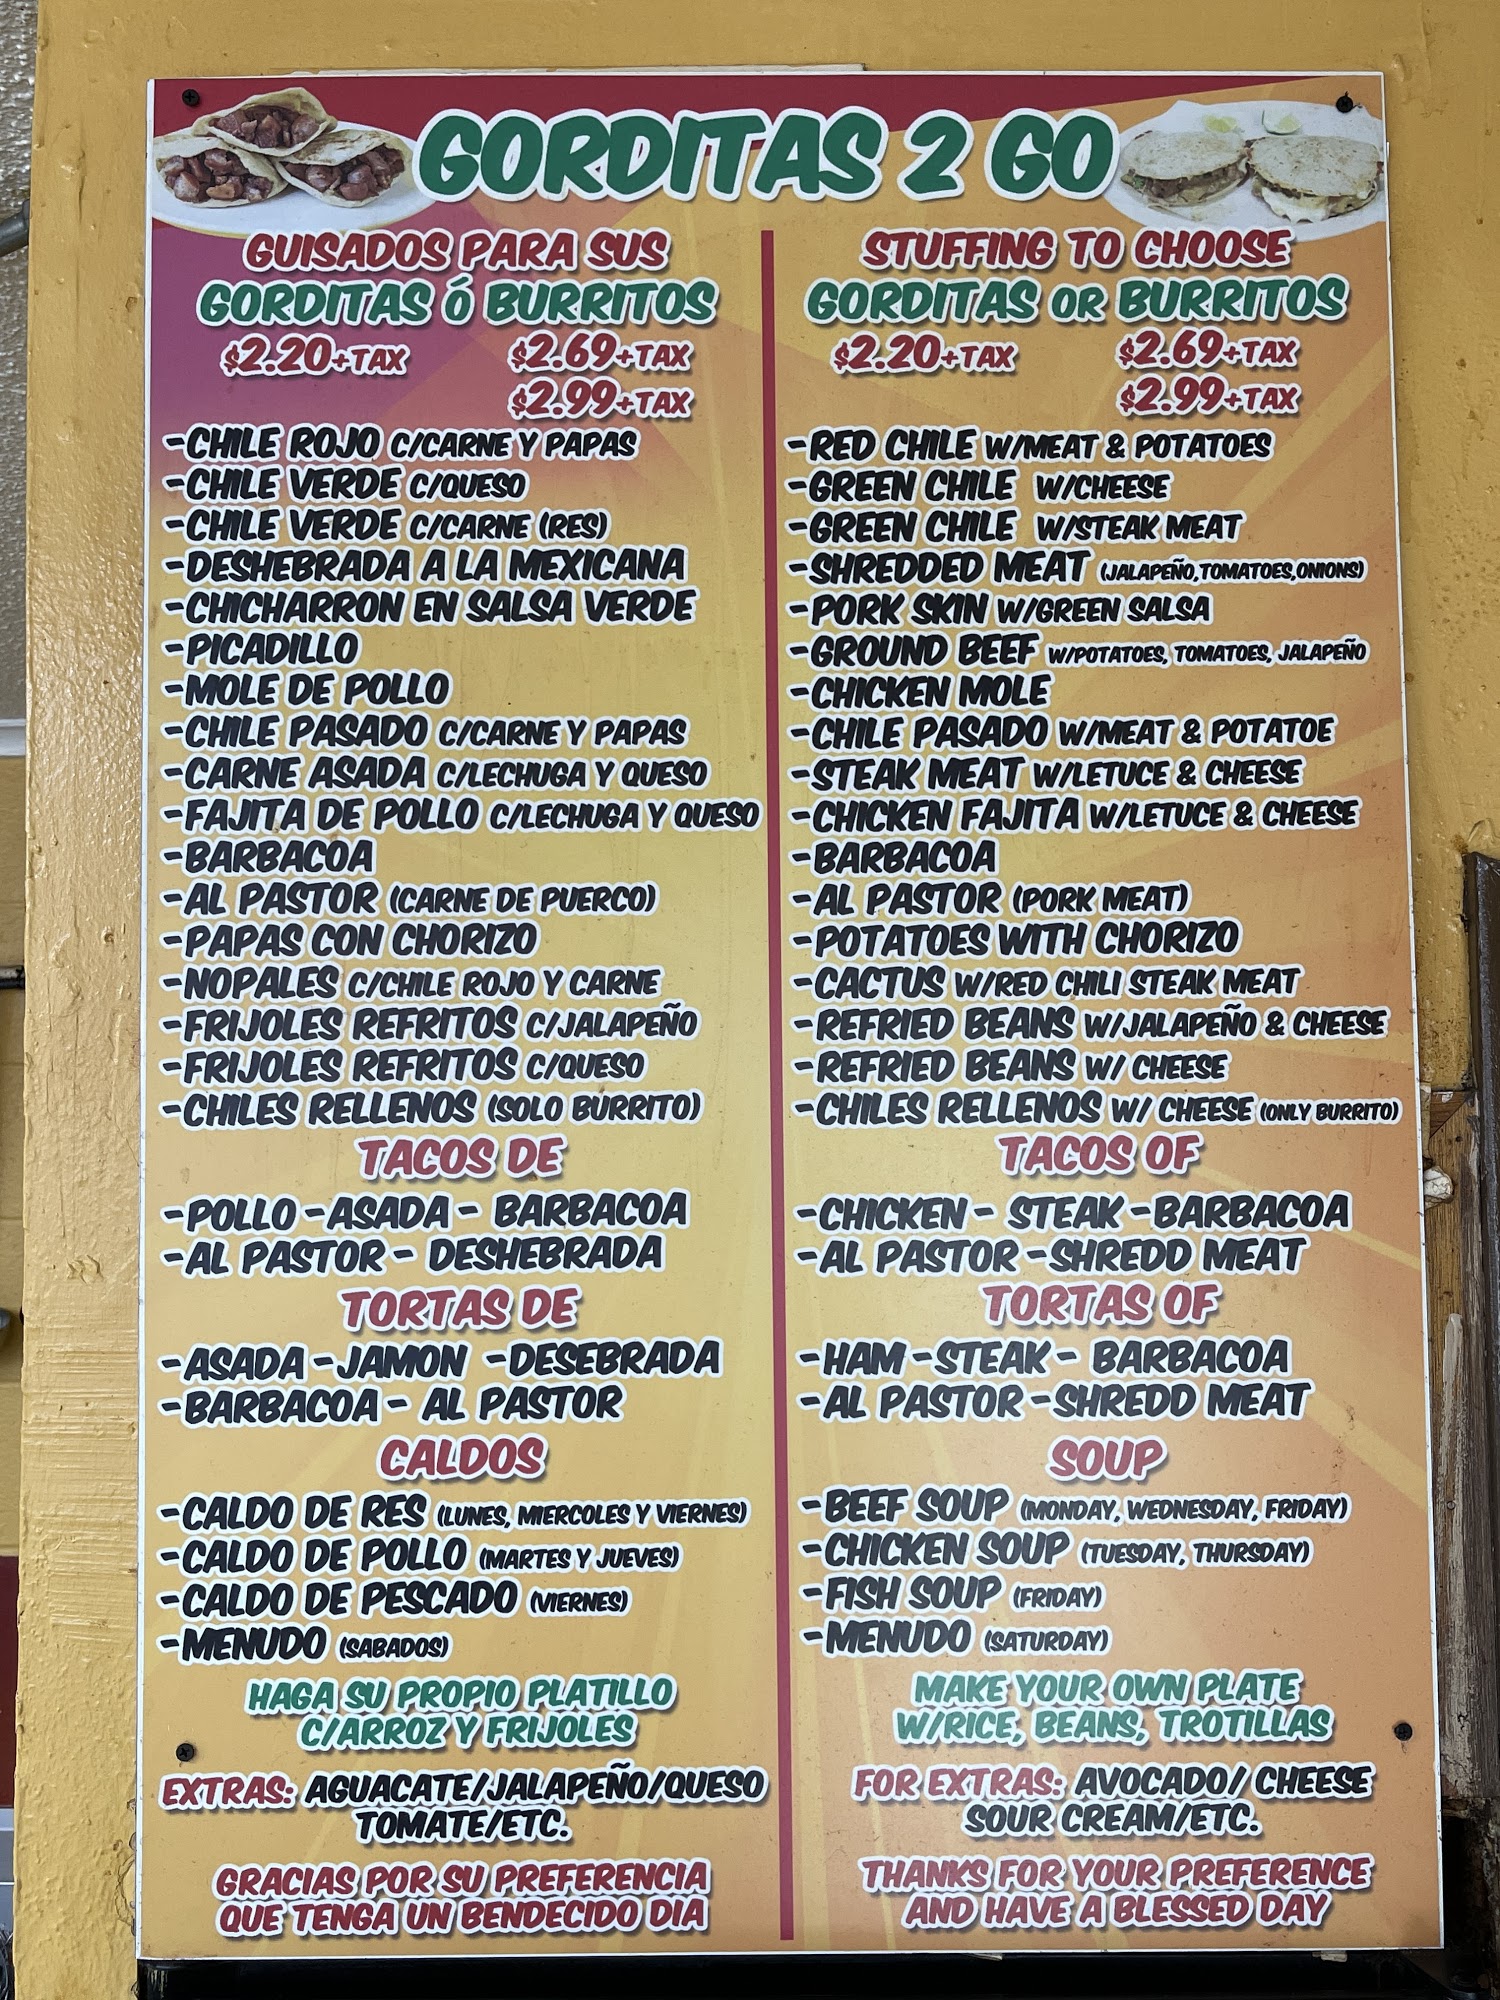 GORDITAS 2 GO
GUISADOS PARA SUS
GORDITAS Ó BURRITOS
$2.20+TAX $2.69+TAX
$2.99+TAX
-CHILE ROJO C/CARNE Y PAPAS
-CHILE VERDE C/QUESO
-CHILE VERDE C/CARNE (RES)
-DESHEBRADA A LA MEXICANA
-CHICHARRON EN SALSA VERDE
-PICADILLO
-MOLE DE POLLO
-CHILE PASADO C/CARNE Y PAPAS
-CARNE ASADA C/LECHUGA Y QUESO
-FAJITA DE POLLO C/LECHUGA Y QUESO
-BARBACOA
-AL PASTOR (CARNE DE PUERCO)
-PAPAS CON CHORIZO
-NOPALES C/CHILE ROJO Y CARNE
-FRIJOLES REFRITOS C/JALAPEÑO
-FRIJOLES REFRITOS C/QUESO
-CHILES RELLENOS (SOLO BURRITO)
TACOS DE
-POLLO -ASADA - BARBACOA
-AL PASTOR - DESHEBRADA
TORTAS DE
-ASADA -JAMON -DESEBRADA
-BARBACOA - AL PASTOR
CALDOS
-CALDO DE RES (LUNES, MIERCOLES Y VIERNES)
-CALDO DE POLLO (MARTES Y JUEVES)
-CALDO DE PESCADO (VIERNES)
-MENUDO (SABADOS)
HAGA SU PROPIO PLATILLO
C/ARROZ Y FRIJOLES
EXTRAS: AGUACATE/JALAPEÑO/QUESO
TOMATE/ETC.
GRACIAS POR SU PREFERENCIA
QUE TENGA UN BENDECIDO DIA
STUFFING TO CHOOSE
GORDITAS OR BURRITOS
$2.20+TAX $2.69+TAX
$2.99+TAX
-RED CHILE W/MEAT & POTATOES
-GREEN CHILE W/CHEESE
-GREEN CHILE W/STEAK MEAT
-SHREDDED MEAT (JALAPEÑO,TOMATOES,ONIONS)
-PORK SKIN W/GREEN SALSA
-GROUND BEEF W/POTATOES, TOMATOES, JALAPEÑO
-CHICKEN MOLE
-CHILE PASADO W/MEAT & POTATOE
-STEAK MEAT W/LETUCE & CHEESE
-CHICKEN FAJITA W/LETUCE & CHEESE
-BARBACOA
-AL PASTOR (PORK MEAT)
-POTATOES WITH CHORIZO
-CACTUS W/RED CHILI STEAK MEAT
-REFRIED BEANS W/JALAPEÑO & CHEESE
-REFRIED BEANS W/ CHEESE
-CHILES RELLENOS W/ CHEESE (ONLY BURRITO)
TACOS OF
-CHICKEN - STEAK -BARBACOA
-AL PASTOR -SHREDD MEAT
TORTAS OF
-HAM -STEAK - BARBACOA
-AL PASTOR -SHREDD MEAT
SOUP
-BEEF SOUP (MONDAY, WEDNESDAY, FRIDAY)
-CHICKEN SOUP (TUESDAY, THURSDAY)
-FISH SOUP (FRIDAY)
-MENUDO (SATURDAY)
MAKE YOUR OWN PLATE
W/RICE, BEANS, TROTILLAS
FOR EXTRAS: AVOCADO/ CHEESE
SOUR CREAM/ETC.
THANKS FOR YOUR PREFERENCE
AND HAVE A BLESSED DAY